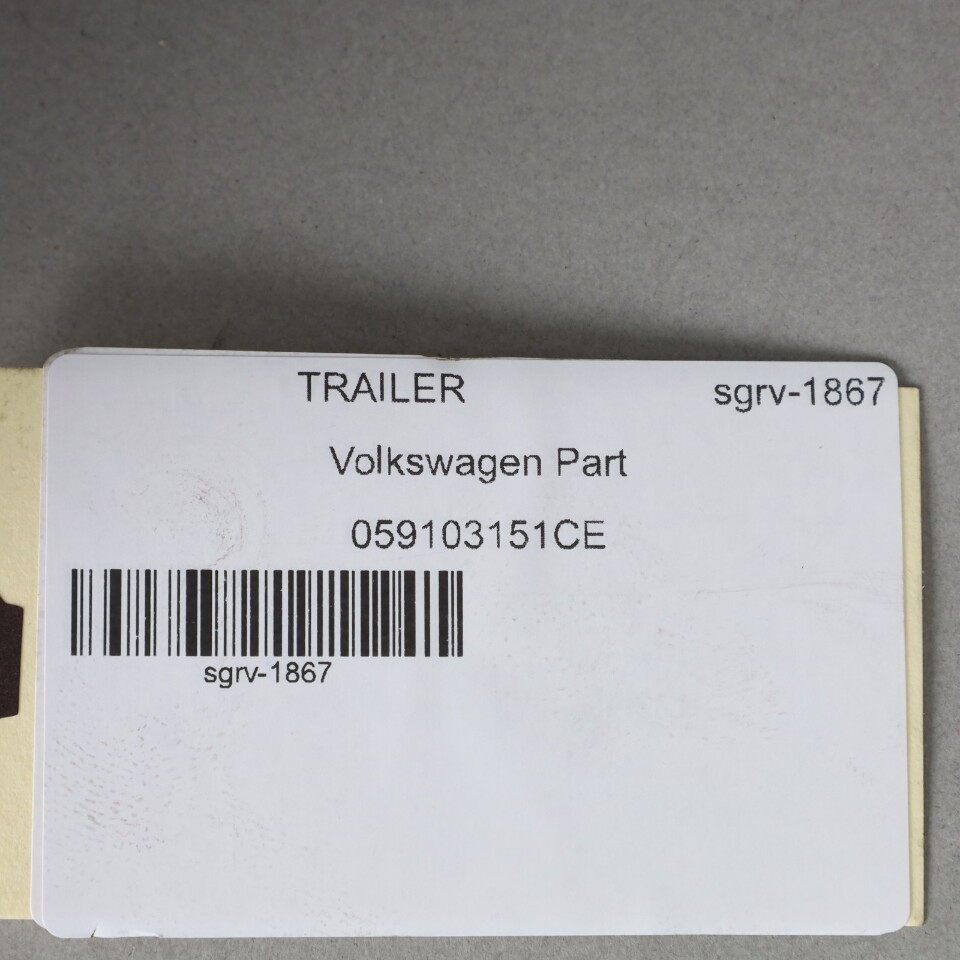 TRAILER sgrv-1867
Volkswagen Part
059103151CE
sgrv-1867